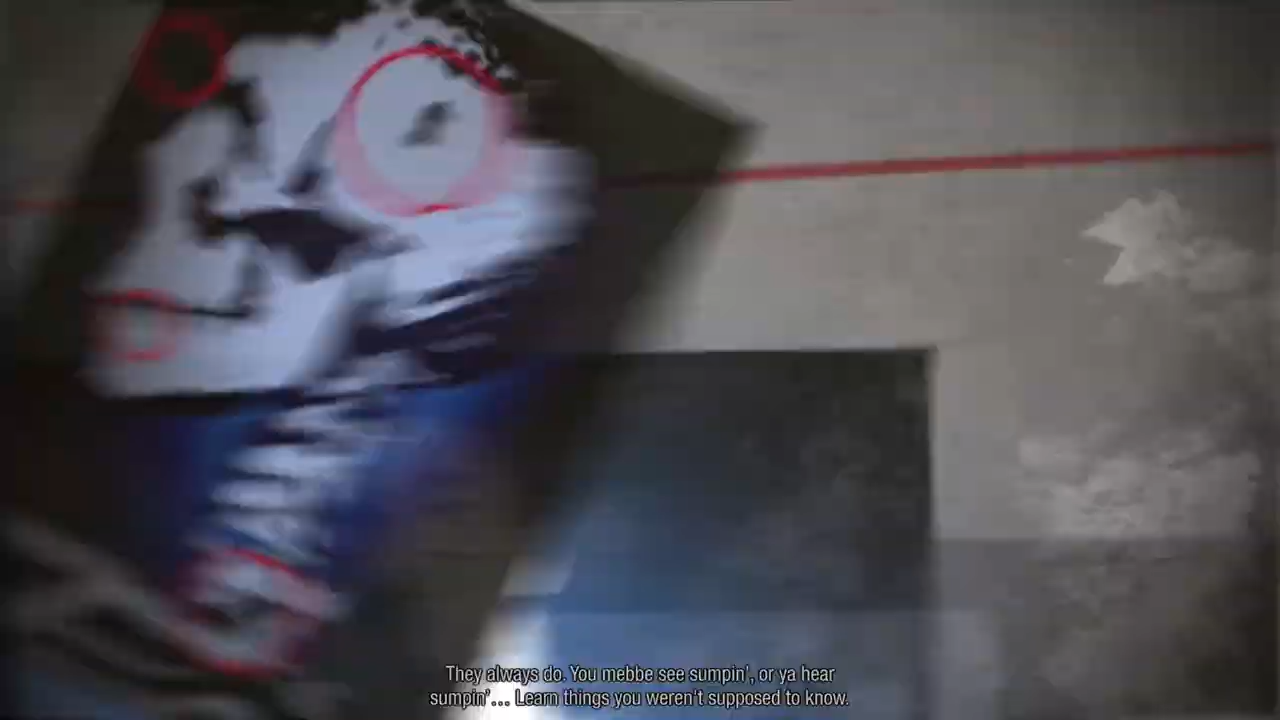 They always do. You mebbe see sumpin', or ya hear
sumpin'... Learn things you weren't supposed to know.